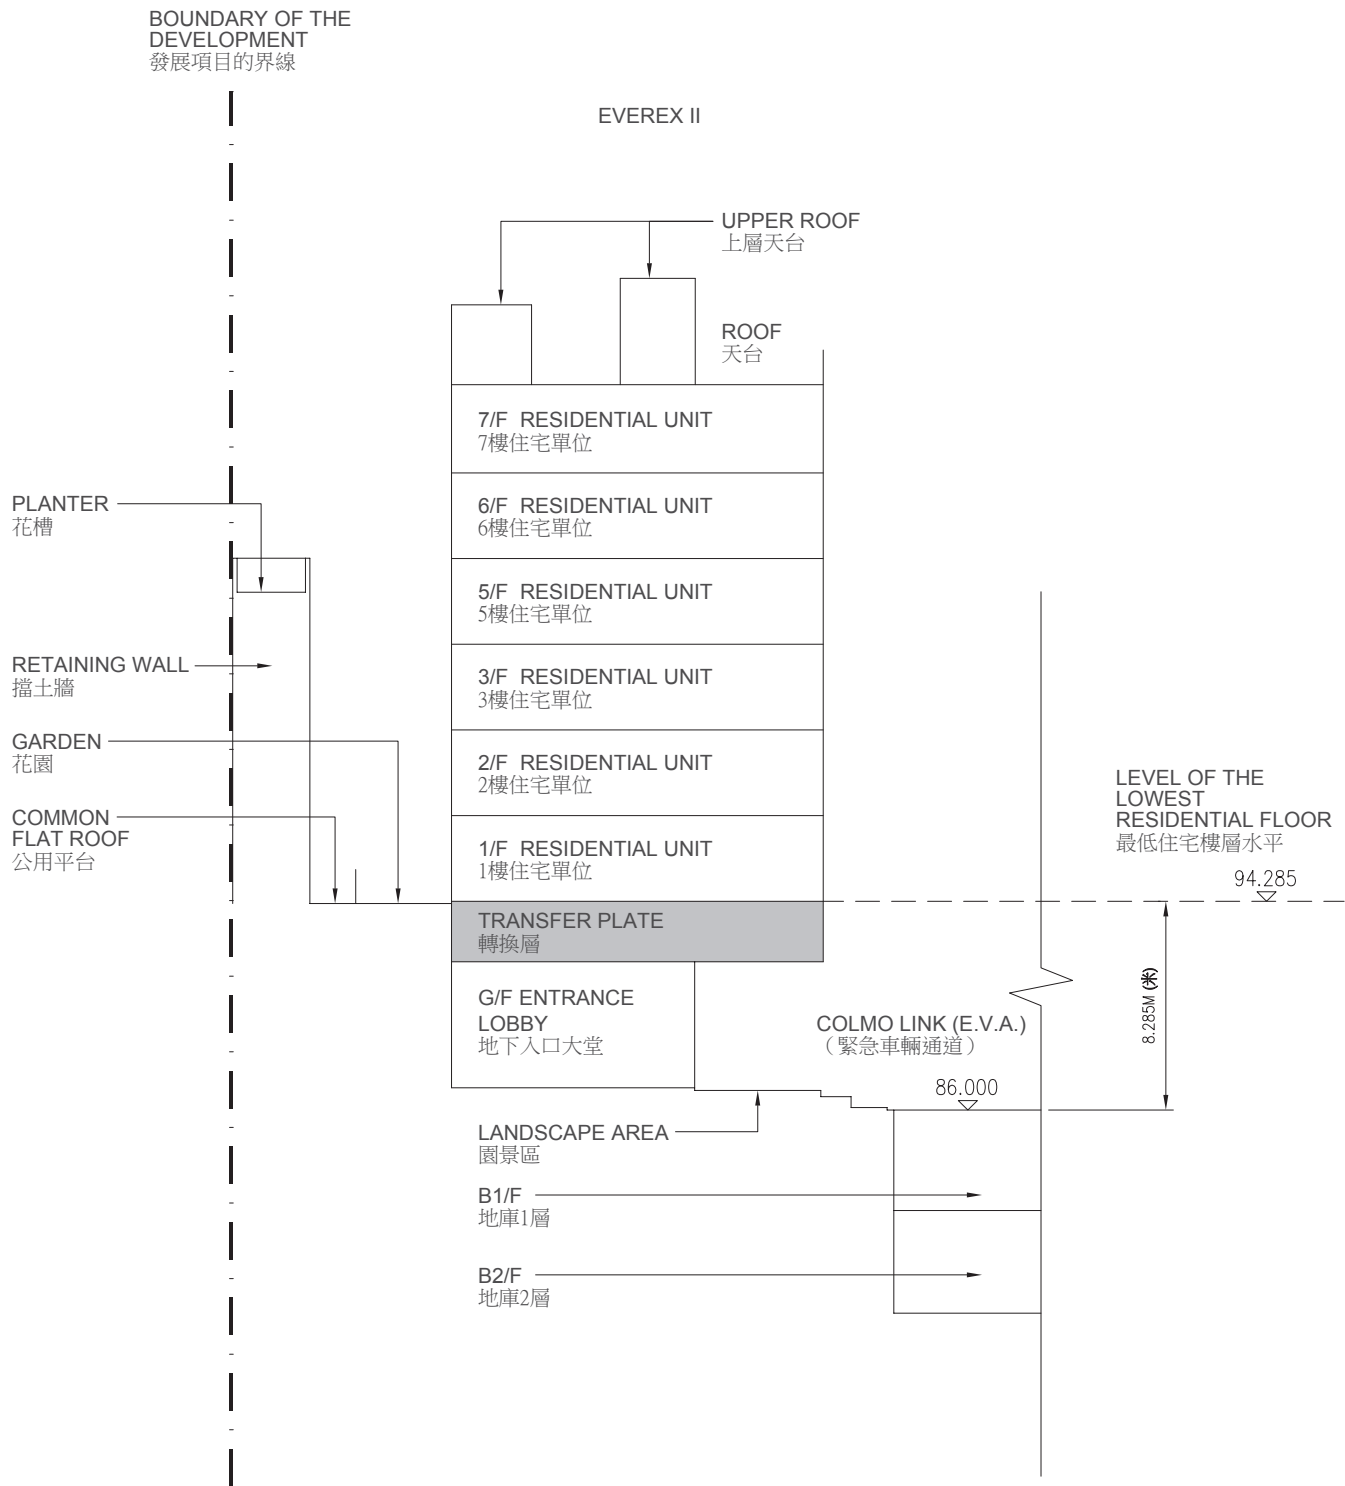 BOUNDARY OF THE
DEVELOPMENT
發展項目的界線
EVEREX II
UPPER ROOF
上層天台
ROOF
天台
7/F RESIDENTIAL UNIT
7樓住宅單位
6/F RESIDENTIAL UNIT
6樓住宅單位
5/F RESIDENTIAL UNIT
5樓住宅單位
3/F RESIDENTIAL UNIT
3樓住宅單位
2/F RESIDENTIAL UNIT
2樓住宅單位
1/F RESIDENTIAL UNIT
1樓住宅單位
TRANSFER PLATE
轉換層
G/F ENTRANCE
LOBBY
地下入口大堂
PLANTER
花槽
RETAINING WALL
擋土牆
GARDEN
花園
COMMON
FLAT ROOF
公用平台
LEVEL OF THE
LOWEST
RESIDENTIAL FLOOR
最低住宅樓層水平
94.285
8.285M (米)
COLMO LINK (E.V.A.)
（緊急車輛通道）
86.000
LANDSCAPE AREA
園景區
B1/F
地庫1層
B2/F
地庫2層